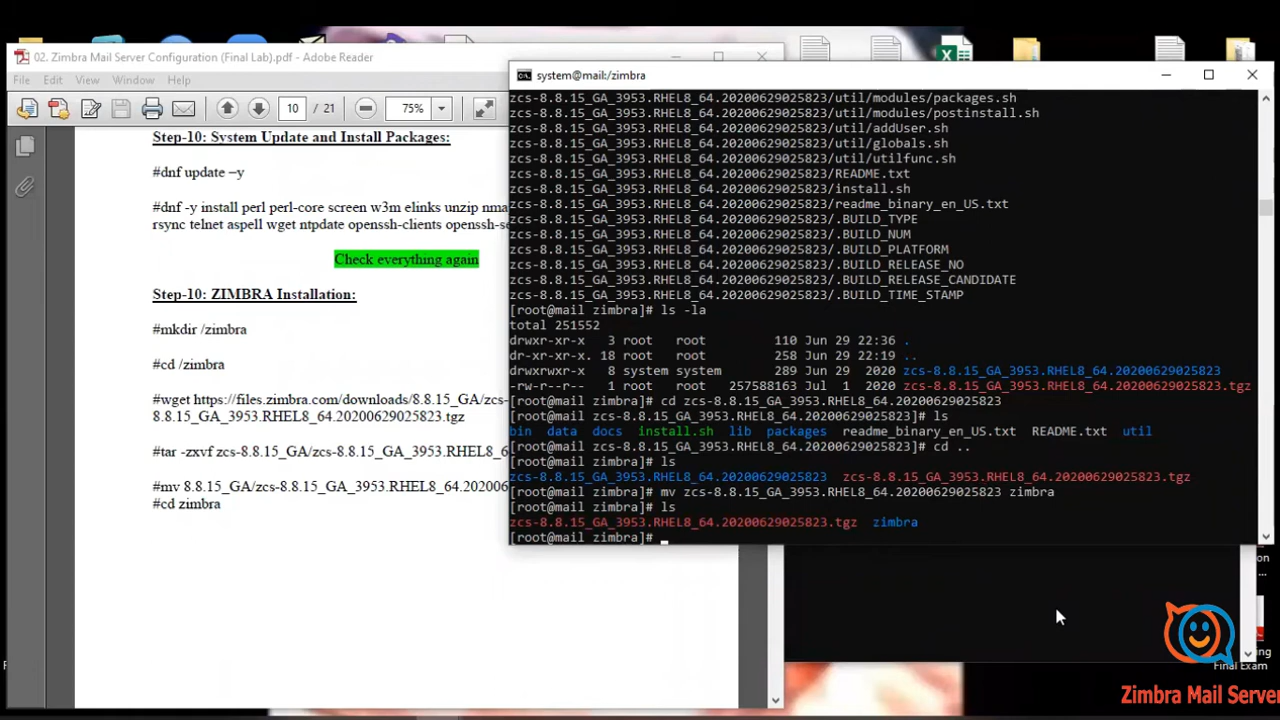 02. Zimbra Mail Server Configuration (Final Lab).pdf - Adobe Reader
File Edit View Window Help
10 / 21 75%
Step-10: System Update and Install Packages:
#dnf update –y
#dnf -y install perl perl-core screen w3m elinks unzip nma
rsync telnet aspell wget ntpdate openssh-clients openssh-se
Check everything again
Step-10: ZIMBRA Installation:
#mkdir /zimbra
#cd /zimbra
#wget https://files.zimbra.com/downloads/8.8.15_GA/zcs-
8.8.15_GA_3953.RHEL8_64.20200629025823.tgz
#tar -zxvf zcs-8.8.15_GA/zcs-8.8.15_GA_3953.RHEL8_6
#mv 8.8.15_GA/zcs-8.8.15_GA_3953.RHEL8_64.202006
#cd zimbra
system@mail:/zimbra
zcs-8.8.15_GA_3953.RHEL8_64.20200629025823/util/modules/packages.sh
zcs-8.8.15_GA_3953.RHEL8_64.20200629025823/util/modules/postinstall.sh
zcs-8.8.15_GA_3953.RHEL8_64.20200629025823/util/addUser.sh
zcs-8.8.15_GA_3953.RHEL8_64.20200629025823/util/globals.sh
zcs-8.8.15_GA_3953.RHEL8_64.20200629025823/util/utilfunc.sh
zcs-8.8.15_GA_3953.RHEL8_64.20200629025823/README.txt
zcs-8.8.15_GA_3953.RHEL8_64.20200629025823/install.sh
zcs-8.8.15_GA_3953.RHEL8_64.20200629025823/readme_binary_en_US.txt
zcs-8.8.15_GA_3953.RHEL8_64.20200629025823/.BUILD_TYPE
zcs-8.8.15_GA_3953.RHEL8_64.20200629025823/.BUILD_NUM
zcs-8.8.15_GA_3953.RHEL8_64.20200629025823/.BUILD_PLATFORM
zcs-8.8.15_GA_3953.RHEL8_64.20200629025823/.BUILD_RELEASE_NO
zcs-8.8.15_GA_3953.RHEL8_64.20200629025823/.BUILD_RELEASE_CANDIDATE
zcs-8.8.15_GA_3953.RHEL8_64.20200629025823/.BUILD_TIME_STAMP
[root@mail zimbra]# ls -la
total 251552
drwxr-xr-x 3 root root 110 Jun 29 22:36 .
dr-xr-xr-x. 18 root root 258 Jun 29 22:19 ..
drwxrwxr-x 8 system system 289 Jun 29 2020 zcs-8.8.15_GA_3953.RHEL8_64.20200629025823
-rw-r--r-- 1 root root 257588163 Jul 1 2020 zcs-8.8.15_GA_3953.RHEL8_64.20200629025823.tgz
[root@mail zimbra]# cd zcs-8.8.15_GA_3953.RHEL8_64.20200629025823
[root@mail zcs-8.8.15_GA_3953.RHEL8_64.20200629025823]# ls
bin data docs install.sh lib packages readme_binary_en_US.txt README.txt util
[root@mail zcs-8.8.15_GA_3953.RHEL8_64.20200629025823]# cd ..
[root@mail zimbra]# ls
zcs-8.8.15_GA_3953.RHEL8_64.20200629025823 zcs-8.8.15_GA_3953.RHEL8_64.20200629025823.tgz
[root@mail zimbra]# mv zcs-8.8.15_GA_3953.RHEL8_64.20200629025823 zimbra
[root@mail zimbra]# ls
zcs-8.8.15_GA_3953.RHEL8_64.20200629025823.tgz zimbra
[root@mail zimbra]#
Final Exam
Zimbra Mail Server